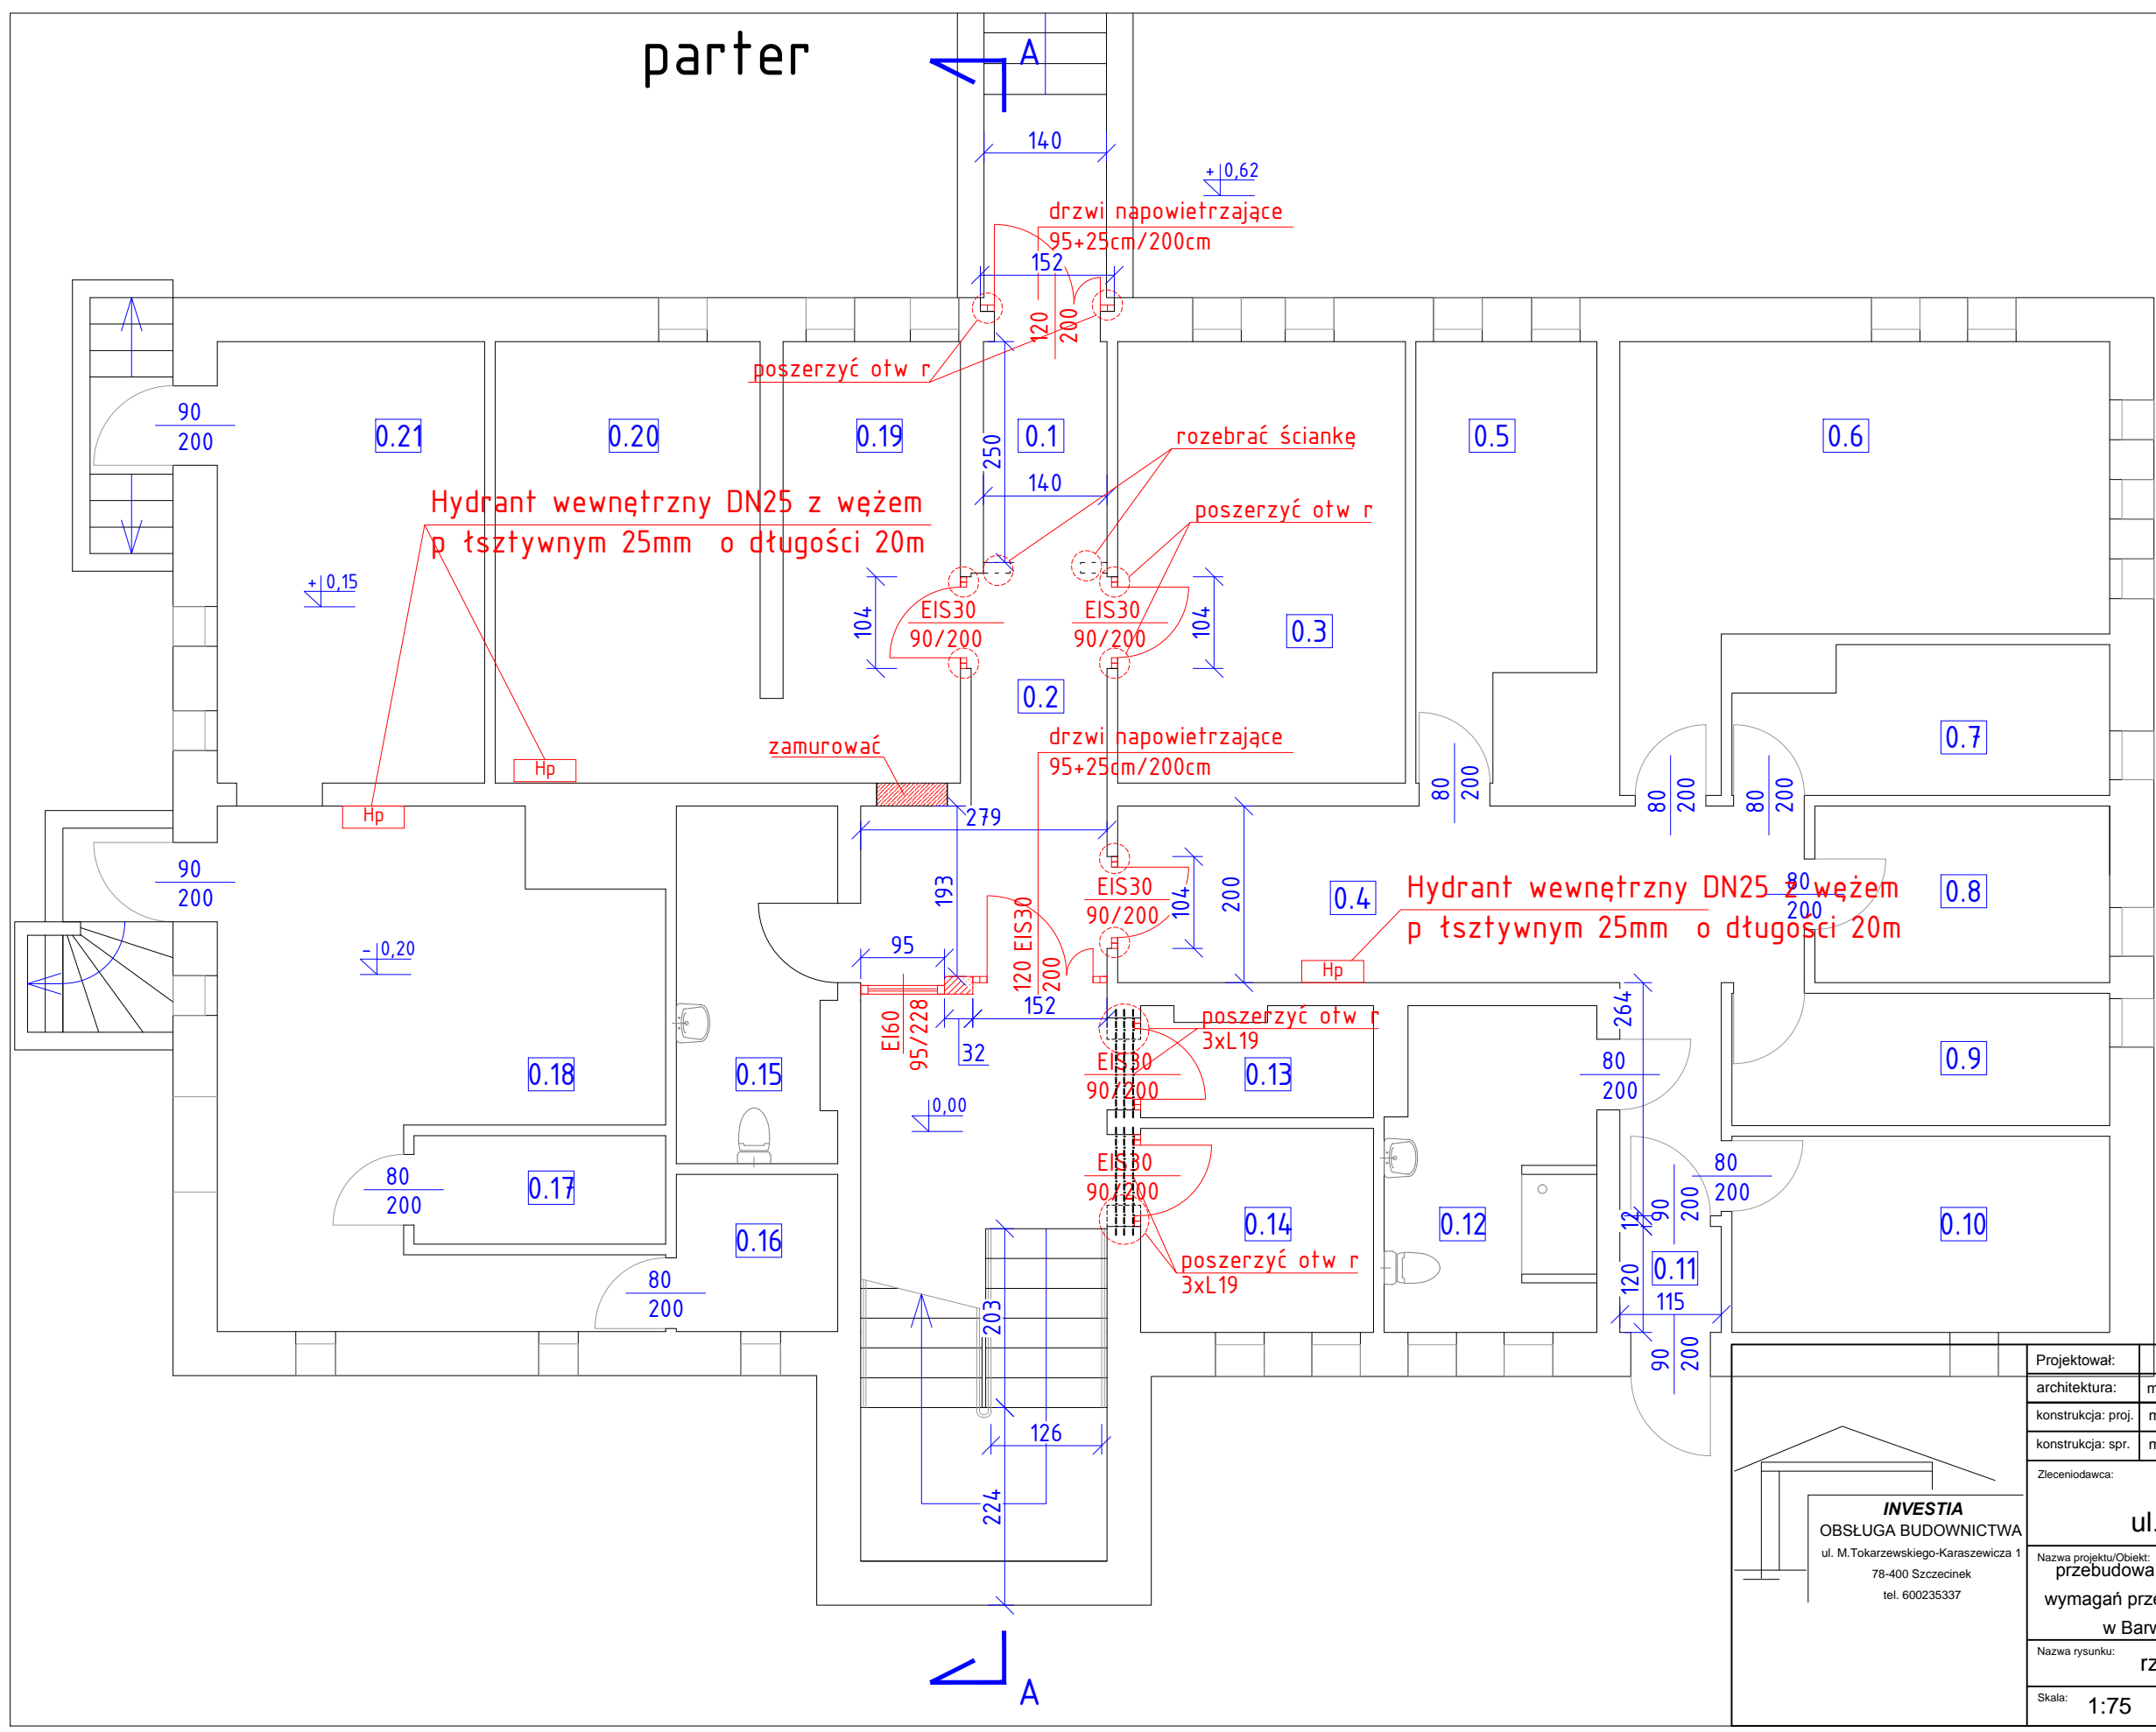 parter
A
140
+0,62
drzwi napowietrzające
95+25cm/200cm
152
120
200
poszerzyć otw r
90
200
0.21
0.20
0.19
0.1
0.5
0.6
250
rozebrać ściankę
140
Hydrant wewnętrzny DN25 z wężem
p łsztywnym 25mm o długości 20m
poszerzyć otw r
+0,15
104
EIS30
90/200
EIS30
90/200
104
0.3
0.2
drzwi napowietrzające
95+25cm/200cm
zamurować
Hp
0.7
80
200
80
200
80
200
Hp
279
90
200
193
EIS30
90/200
104
200
0.4
Hydrant wewnętrzny DN25 z wężem
p łsztywnym 25mm o długości 20m
80
200
0.8
-0,20
95
120 EIS30
200
Hp
EI60
95/228
152
32
poszerzyć otw r
3xL19
264
0.18
0.15
EIS30
90/200
0.13
80
200
0.9
0,00
80
200
0.17
EIS30
90/200
0.14
0.12
12
90
200
80
200
0.10
0.16
poszerzyć otw r
3xL19
0.11
120
115
80
200
203
90
200
126
224
A
Projektował:
architektura:
konstrukcja: proj.
konstrukcja: spr.
Zleceniodawca:
ul.
INVESTIA
OBSŁUGA BUDOWNICTWA
ul. M.Tokarzewskiego-Karaszewicza 1
78-400 Szczecinek
tel. 600235337
Nazwa projektu/Obiekt:
przebudowa
wymagań prze
w Barw
Nazwa rysunku:
rz
Skala: 1:75